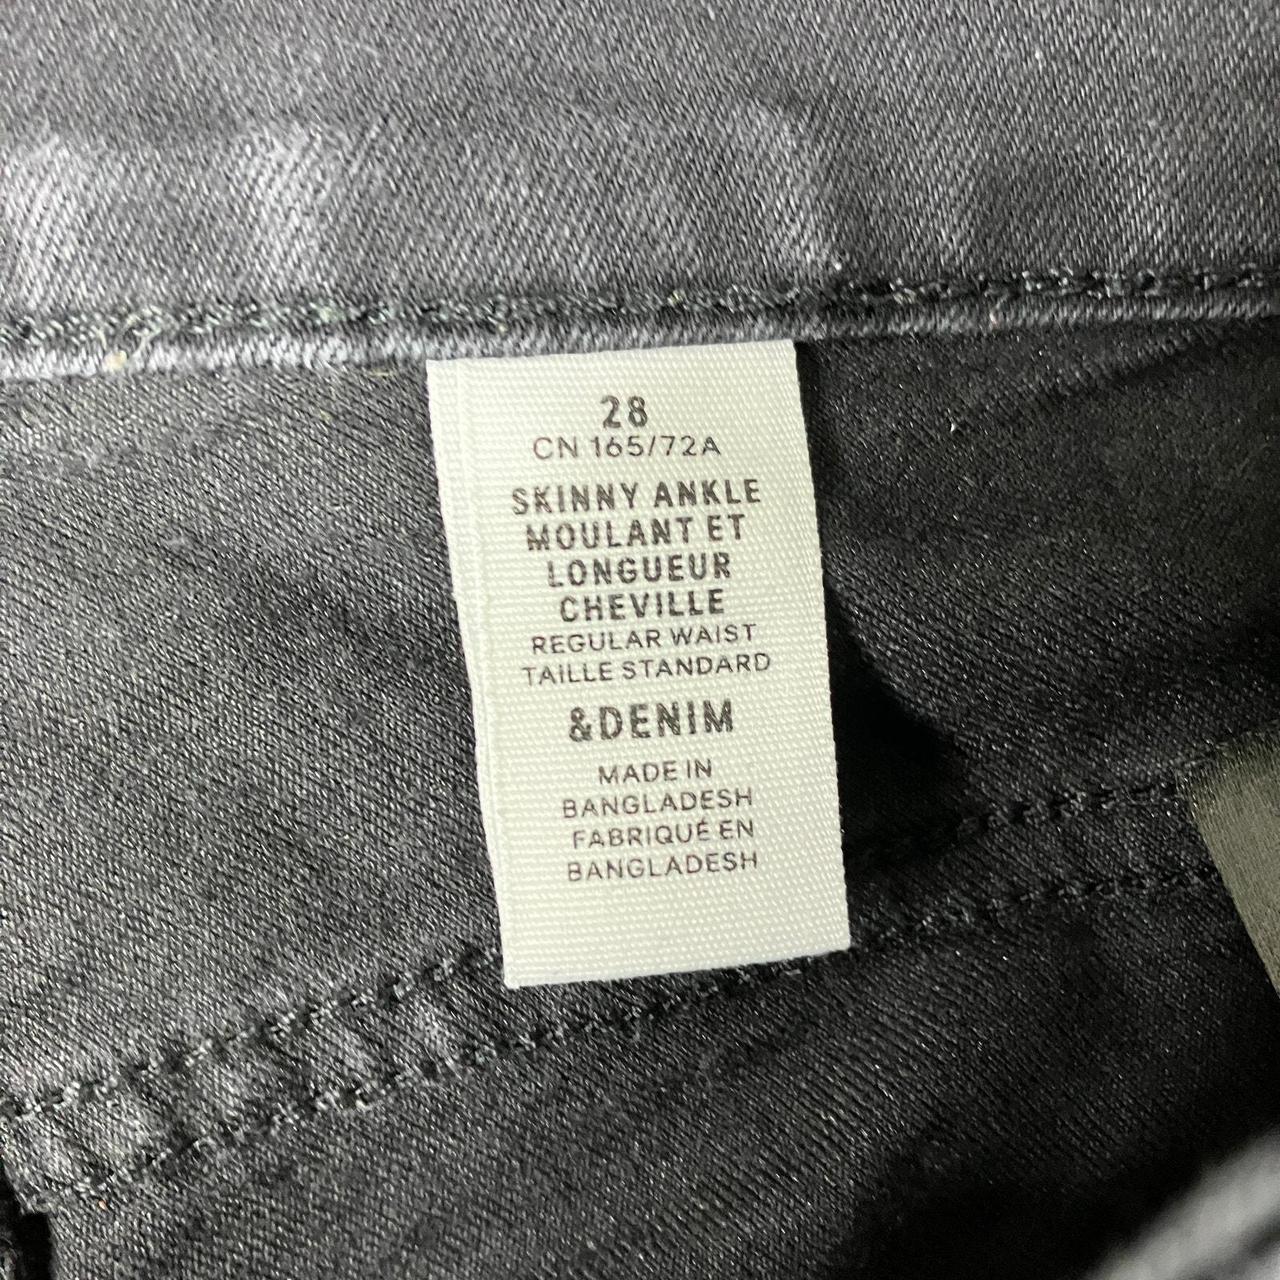 28
CN 165/72A
SKINNY ANKLE
MOULANT ET
LONGUEUR
CHEVILLE
REGULAR WAIST
TAILLE STANDARD
&DENIM
MADE IN
BANGLADESH
FABRIQUÉ EN
BANGLADESH